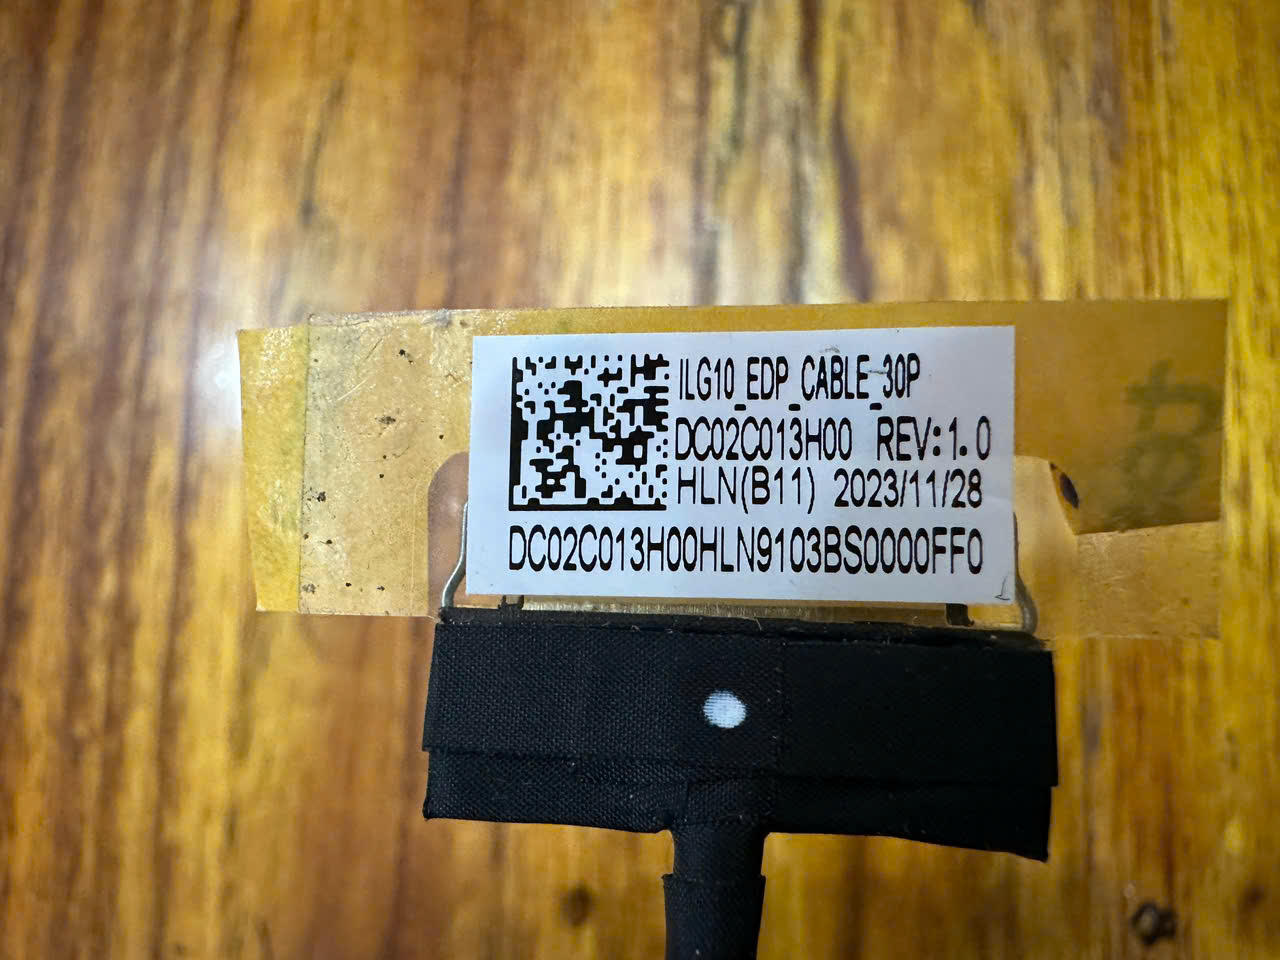 ILG10_EDP_CABLE_30P
DC02C013H00 REV:1.0
HLN(B11) 2023/11/28
DC02C013H00HLN9103BS0000FF0